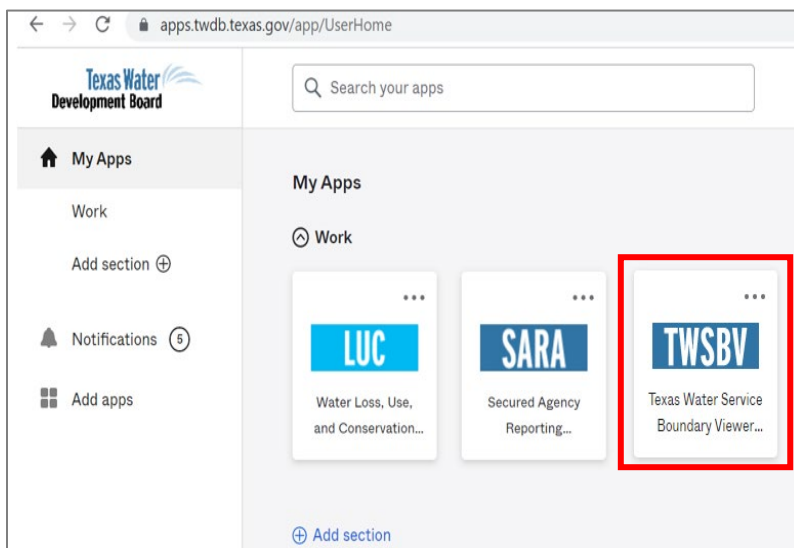 apps.twdb.texas.gov/app/UserHome
Texas Water
Development Board
Search your apps
My Apps
Work
Add section
Notifications 5
Add apps
My Apps
Work
LUC
Water Loss, Use,
and Conservation...
SARA
Secured Agency
Reporting...
TWSBV
Texas Water Service
Boundary Viewer...
Add section